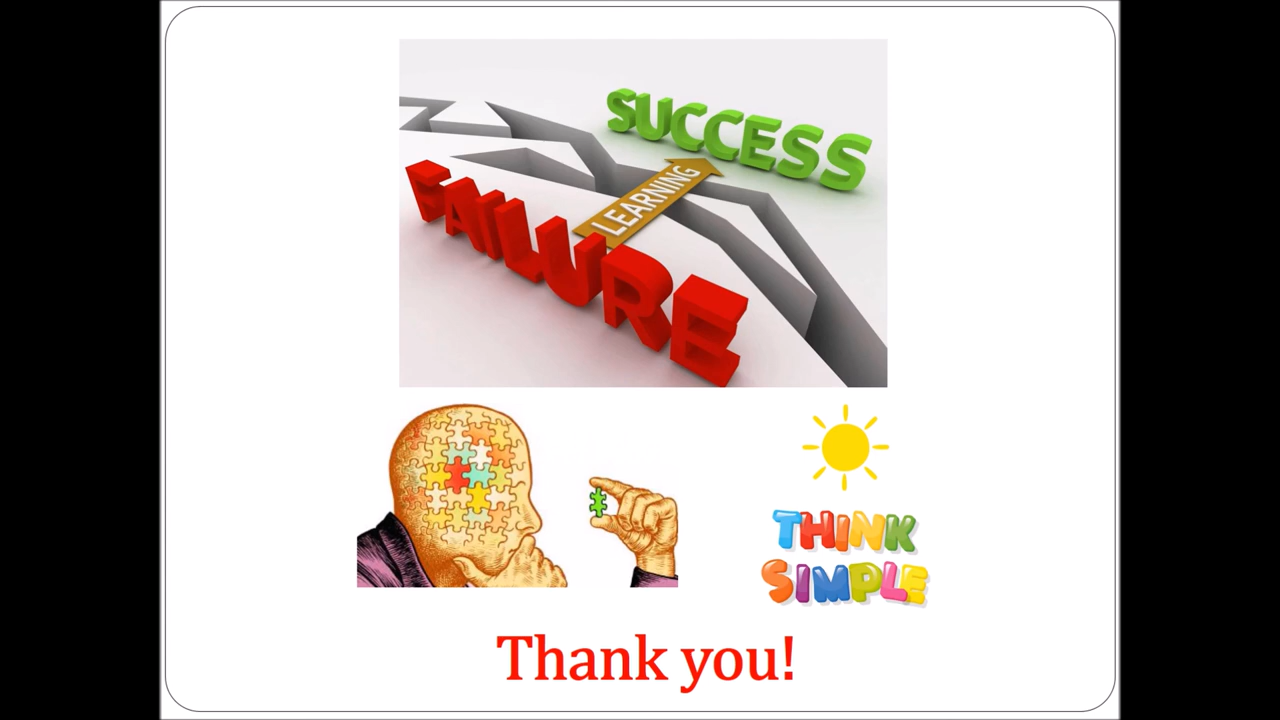 SUCCESS
LEARNING
FAILURE
THINK
SIMPLE
Thank you!